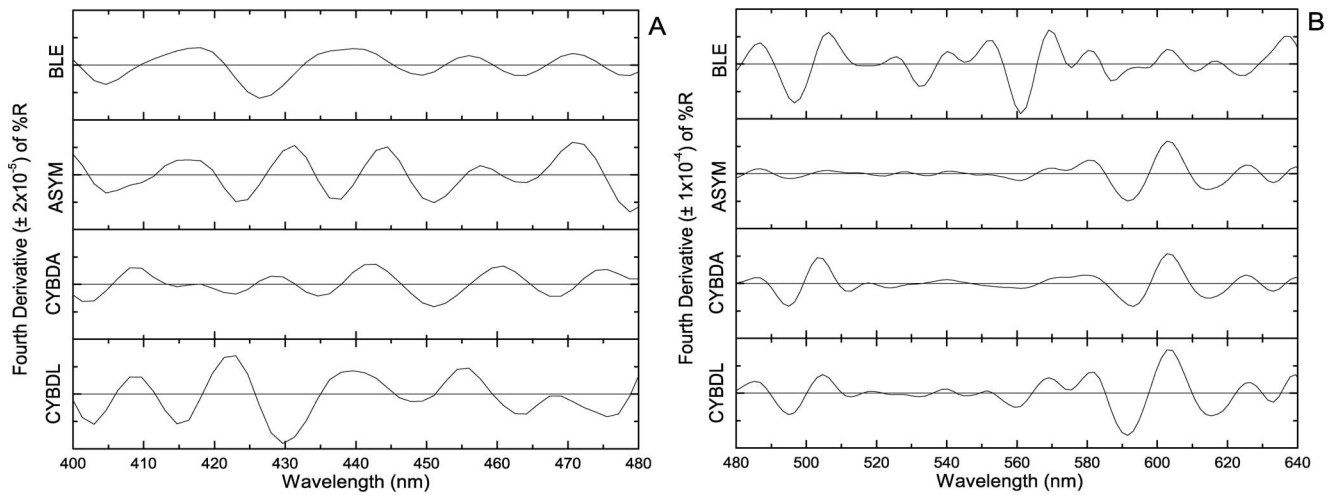 A
Fourth Derivative (± 2x10⁻⁵) of %R
BLE
ASYM
CYBDA
CYBDL
400 410 420 430 440 450 460 470 480
Wavelength (nm)
B
Fourth Derivative (± 1x10⁻⁴) of %R
BLE
ASYM
CYBDA
CYBDL
480 500 520 540 560 580 600 620 640
Wavelength (nm)